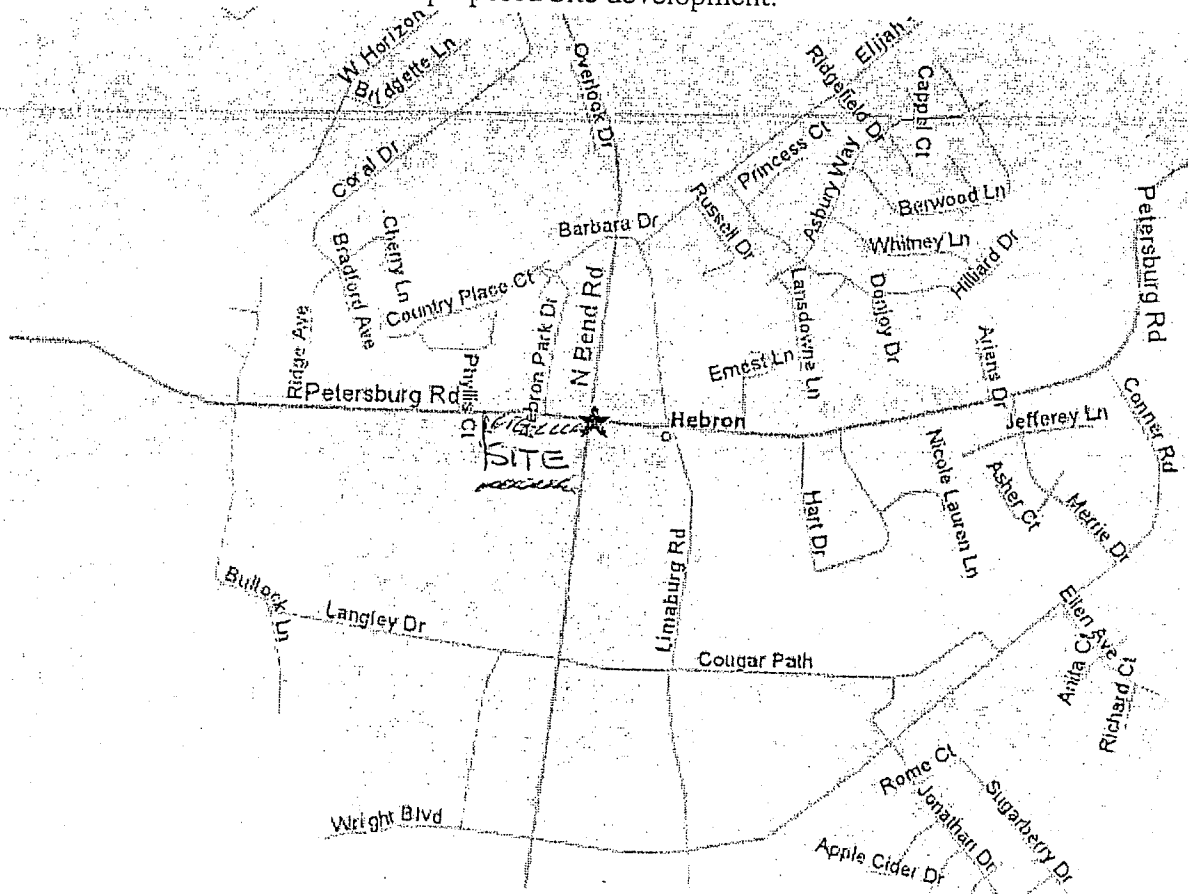 proposed site development.
W Horizon
Bridgette Ln
Overlook Dr
Elijah
Ridgefield Dr
Cappel Ct
Princess Ct
Coral Dr
Asbury Way
Berwood Ln
Russell Dr
Petersburg Rd
Barbara Dr
Cherry Ln
Bradford Ave
Whitney Ln
Hilliard Dr
Country Place Ct
N Bend Rd
Lansdowne Ln
Donjoy Dr
Ridge Ave
Hebron Park Dr
Ernest Ln
Arians Dr
Phyllis Ct
Petersburg Rd
Hebron
Conner Rd
Jefferey Ln
SITE
Nicole Lauren Ln
Asher Ct
Hart Dr
Merrie Dr
Limaburg Rd
Bullock Ln
Langley Dr
Ellen Ave
Cougar Path
Anita Ct
Richard Ct
Rome Ct
Jonathan Dr
Sugarberry Dr
Wright Blvd
Apple Cider Dr